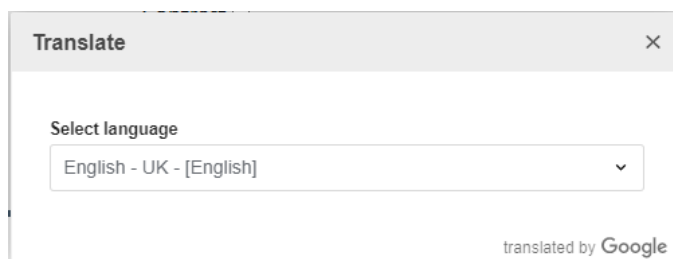 Translate
Select language
English - UK - [English]
translated by Google